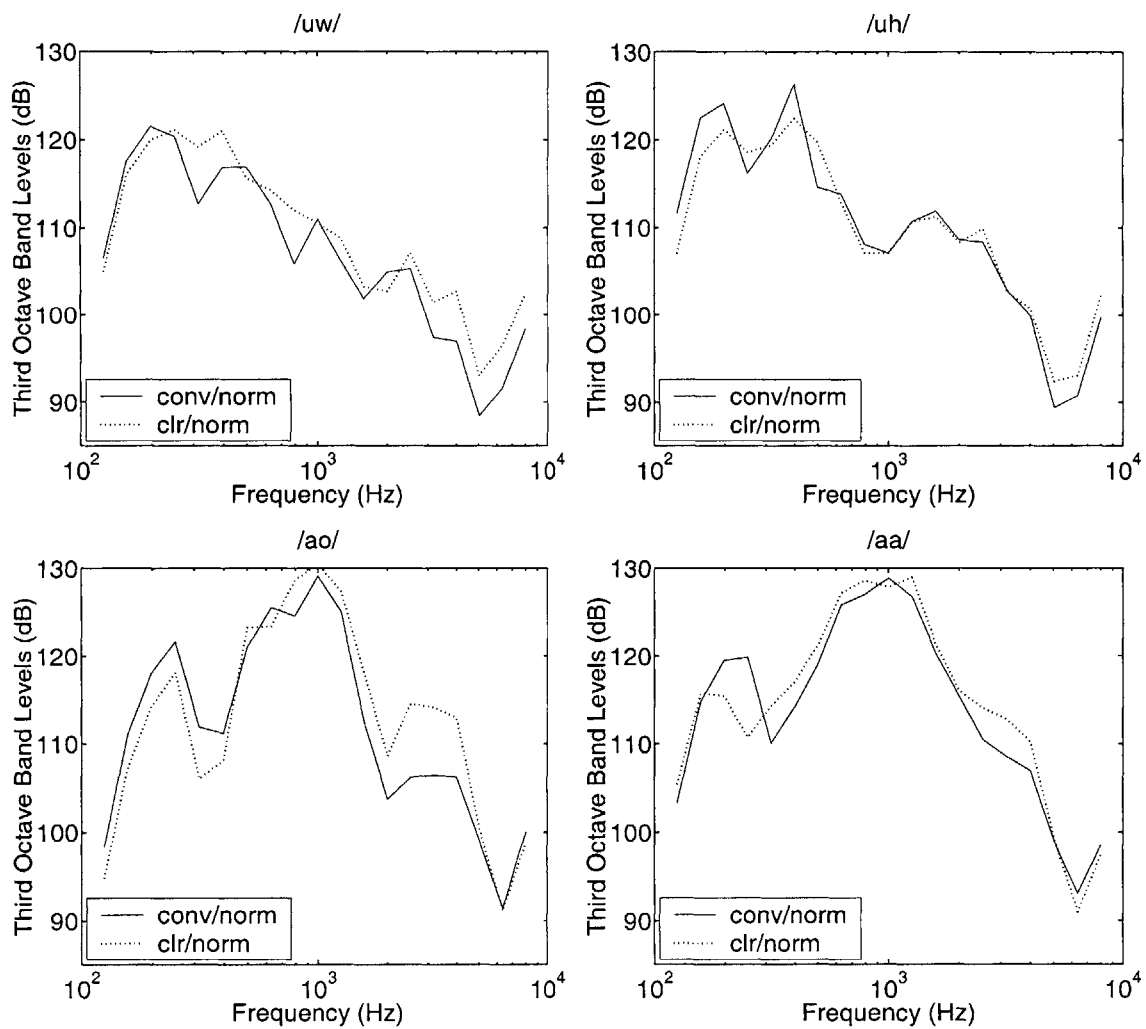 /uw/
130
120
110
100
90
Third Octave Band Levels (dB)
conv/norm
clr/norm
10^2
10^3
10^4
Frequency (Hz)
/uh/
130
120
110
100
90
Third Octave Band Levels (dB)
conv/norm
clr/norm
10^2
10^3
10^4
Frequency (Hz)
/ao/
130
120
110
100
90
Third Octave Band Levels (dB)
conv/norm
clr/norm
10^2
10^3
10^4
Frequency (Hz)
/aa/
130
120
110
100
90
Third Octave Band Levels (dB)
conv/norm
clr/norm
10^2
10^3
10^4
Frequency (Hz)